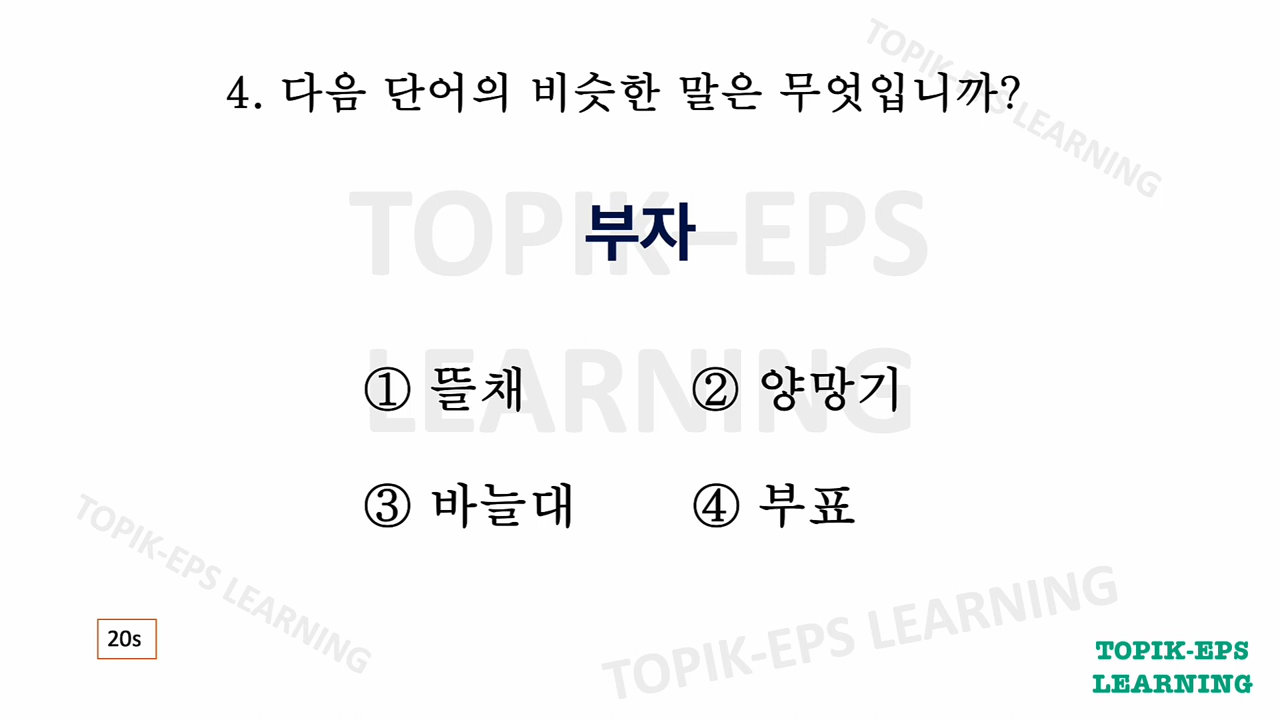 TOPIK-EPS LEARNING
4. 다음 단어의 비슷한 말은 무엇입니까?
TOPIK-EPS
부자
LEARNING
① 뜰채 ② 양망기
③ 바늘대 ④ 부표
TOPIK-EPS LEARNING
TOPIK-EPS LEARNING
20s
TOPIK-EPS
LEARNING